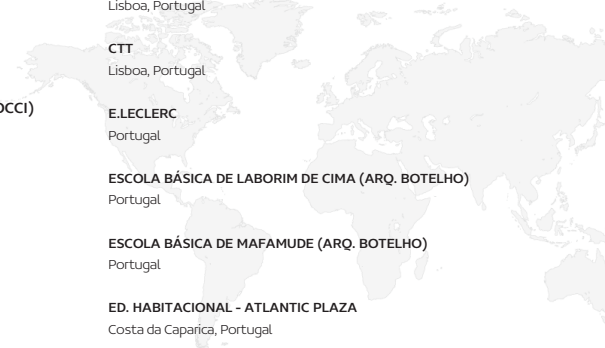 Lisboa, Portugal
CTT
Lisboa, Portugal
OCCI)
E.LECLERC
Portugal
ESCOLA BÁSICA DE LABORIM DE CIMA (ARQ. BOTELHO)
Portugal
ESCOLA BÁSICA DE MAFAMUDE (ARQ. BOTELHO)
Portugal
ED. HABITACIONAL - ATLANTIC PLAZA
Costa da Caparica, Portugal